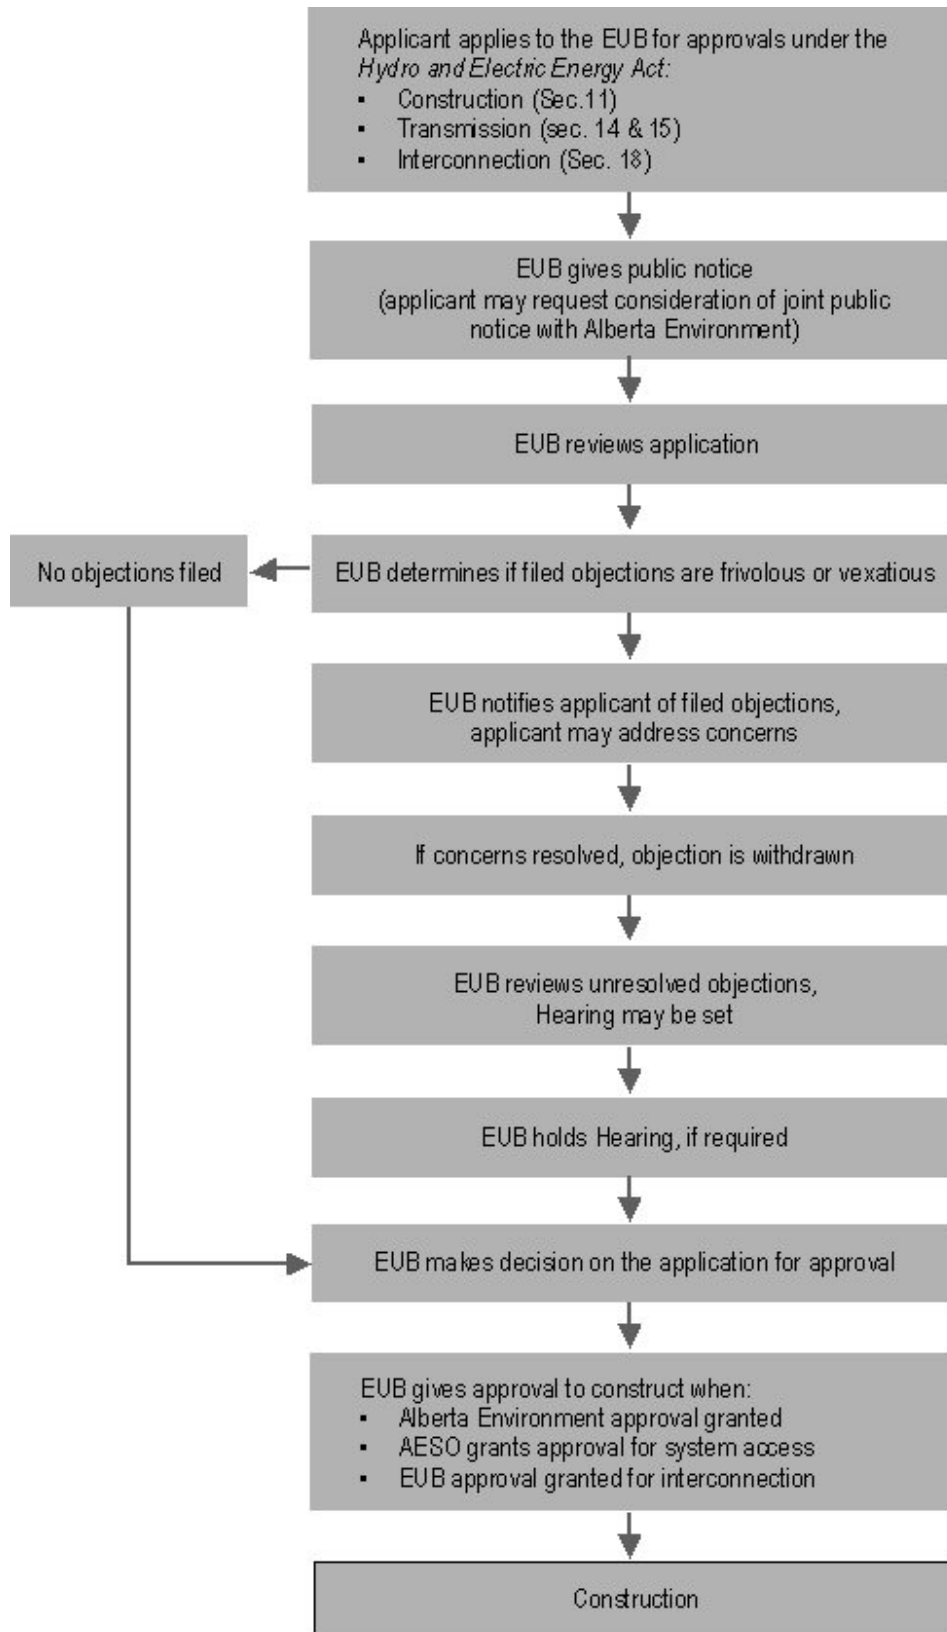 Applicant applies to the EUB for approvals under the
Hydro and Electric Energy Act:
▪ Construction (Sec.11)
▪ Transmission (sec. 14 & 15)
▪ Interconnection (Sec. 18)
EUB gives public notice
(applicant may request consideration of joint public
notice with Alberta Environment)
EUB reviews application
No objections filed
EUB determines if filed objections are frivolous or vexatious
EUB notifies applicant of filed objections,
applicant may address concerns
If concerns resolved, objection is withdrawn
EUB reviews unresolved objections,
Hearing may be set
EUB holds Hearing, if required
EUB makes decision on the application for approval
EUB gives approval to construct when:
▪ Alberta Environment approval granted
▪ AESO grants approval for system access
▪ EUB approval granted for interconnection
Construction